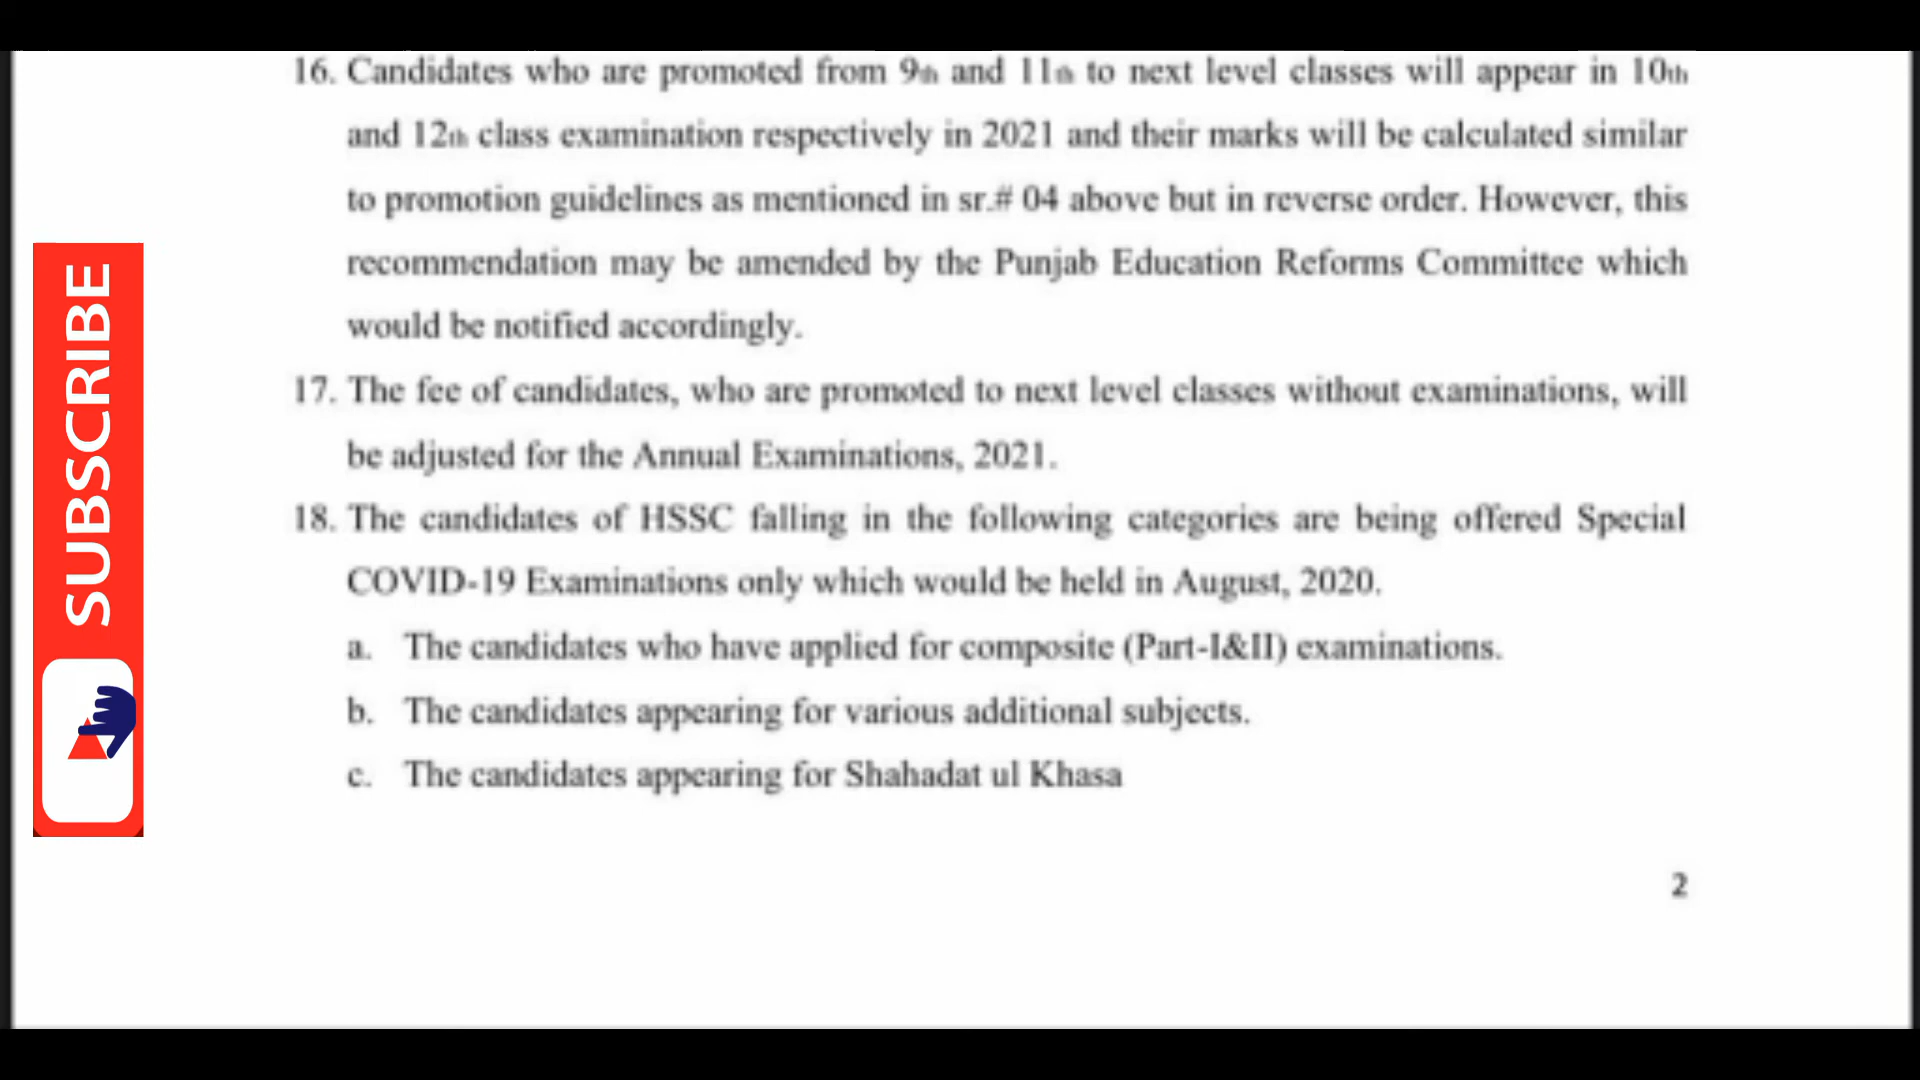 16. Candidates who are promoted from 9th and 11th to next level classes will appear in 10th
and 12th class examination respectively in 2021 and their marks will be calculated similar
to promotion guidelines as mentioned in sr.# 04 above but in reverse order. However, this
recommendation may be amended by the Punjab Education Reforms Committee which
would be notified accordingly.
17. The fee of candidates, who are promoted to next level classes without examinations, will
be adjusted for the Annual Examinations, 2021.
18. The candidates of HSSC falling in the following categories are being offered Special
COVID-19 Examinations only which would be held in August, 2020.
a. The candidates who have applied for composite (Part-I&II) examinations.
b. The candidates appearing for various additional subjects.
c. The candidates appearing for Shahadat ul Khasa
2
SUBSCRIBE